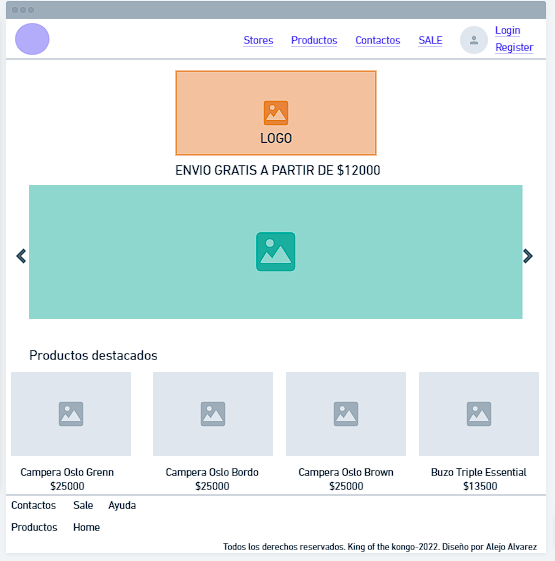 Stores Productos Contactos SALE Login
Register
LOGO
ENVIO GRATIS A PARTIR DE $12000
Productos destacados
Campera Oslo Grenn Campera Oslo Bordo Campera Oslo Brown Buzo Triple Essential
$25000 $25000 $25000 $13500
Contactos Sale Ayuda
Productos Home
Todos los derechos reservados. King of the kongo-2022. Diseño por Alejo Alvarez